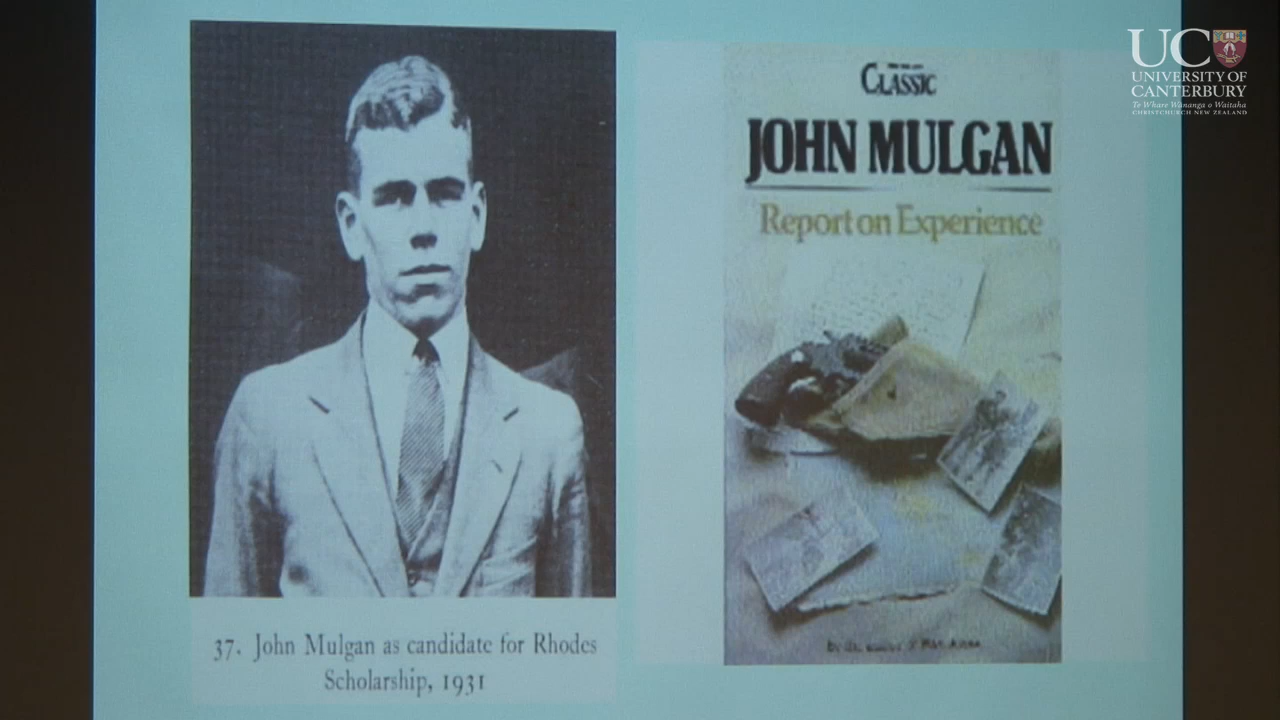 37. John Mulgan as candidate for Rhodes
Scholarship, 1931
CLASSIC
JOHN MULGAN
Report on Experience
UC
UNIVERSITY OF
CANTERBURY
Te Whare Wānanga o Waitaha
CHRISTCHURCH NEW ZEALAND